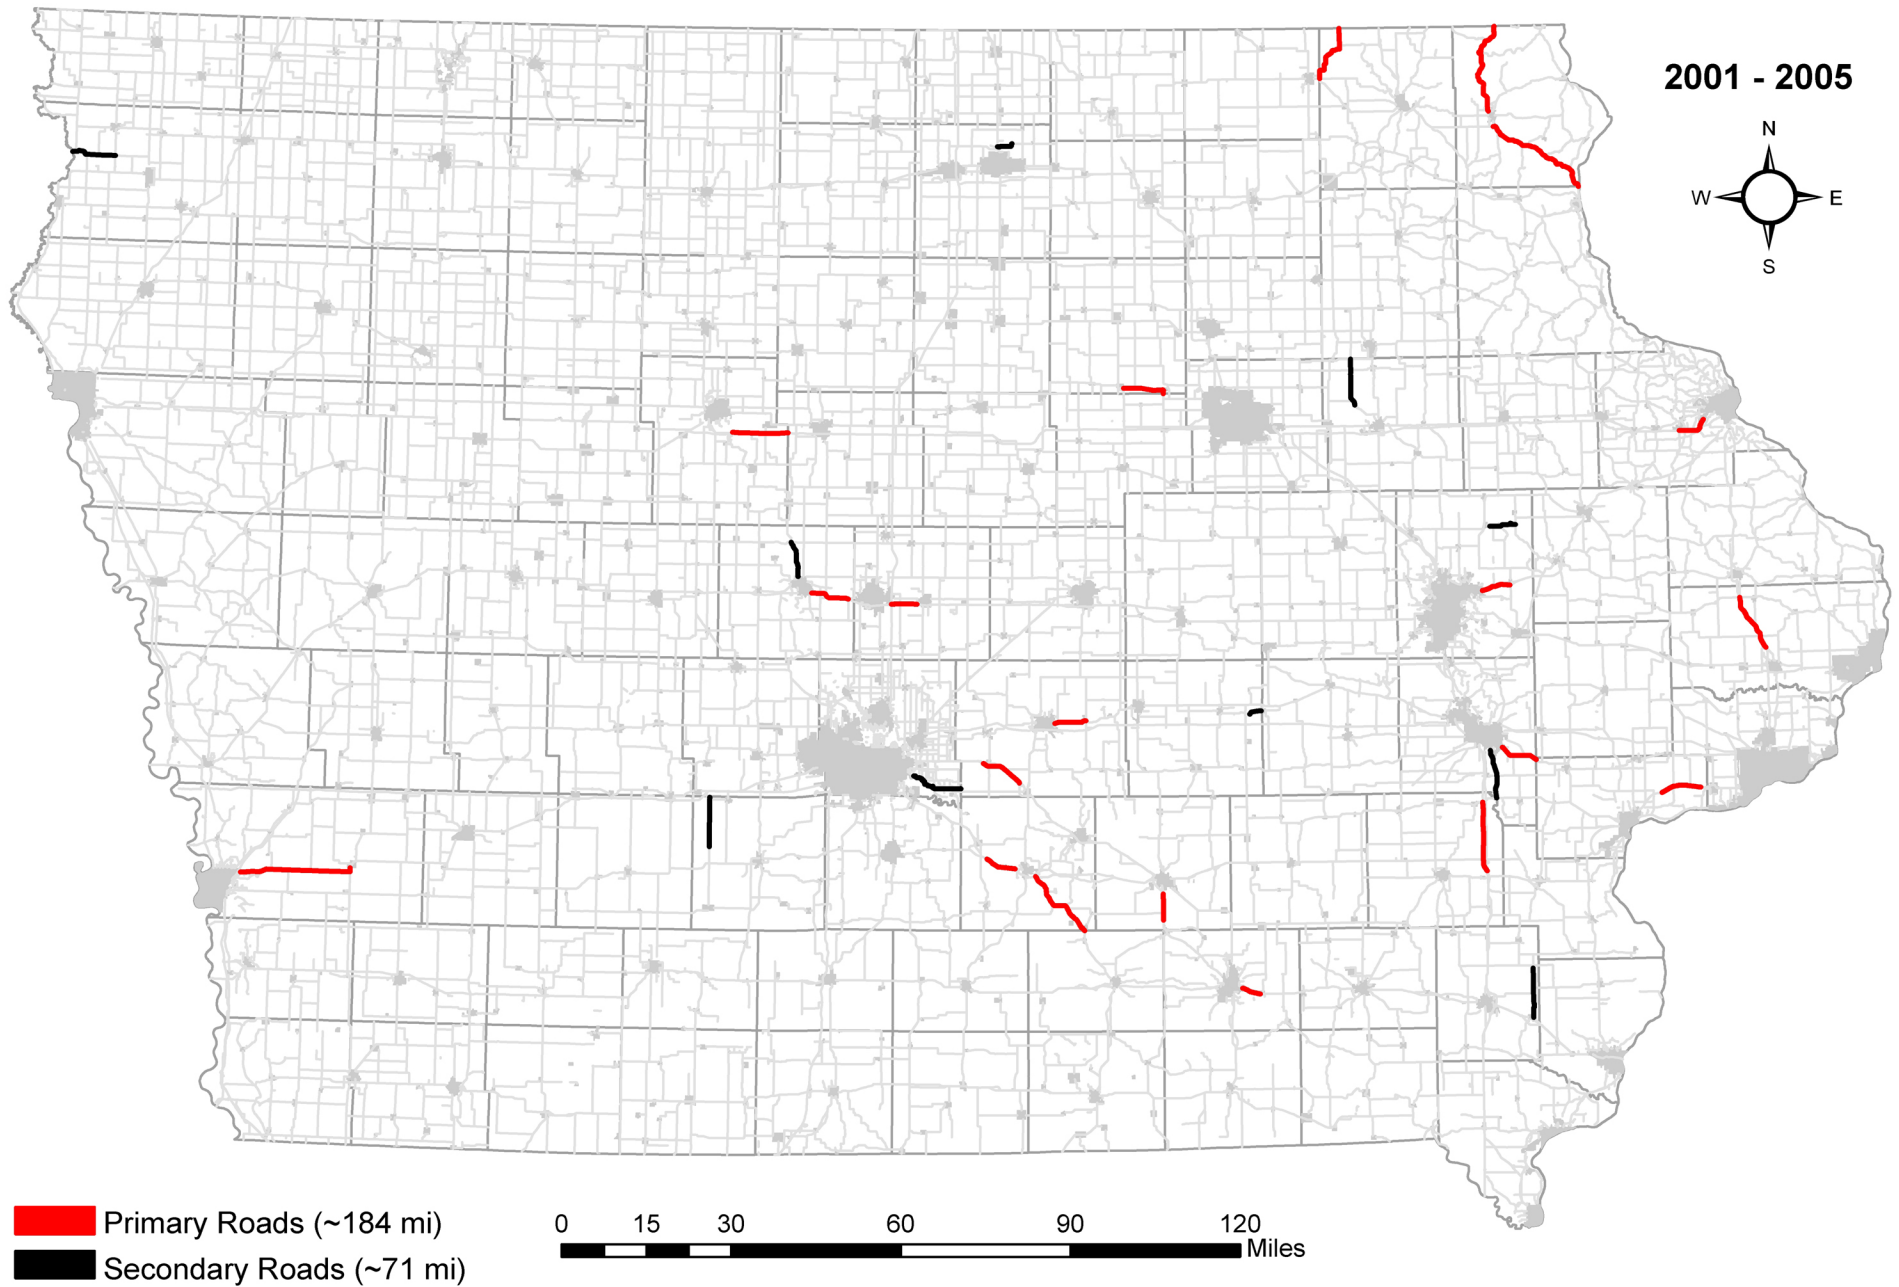 2001 - 2005
N
W E
S
Primary Roads (~184 mi)
Secondary Roads (~71 mi)
0 15 30 60 90 120
Miles